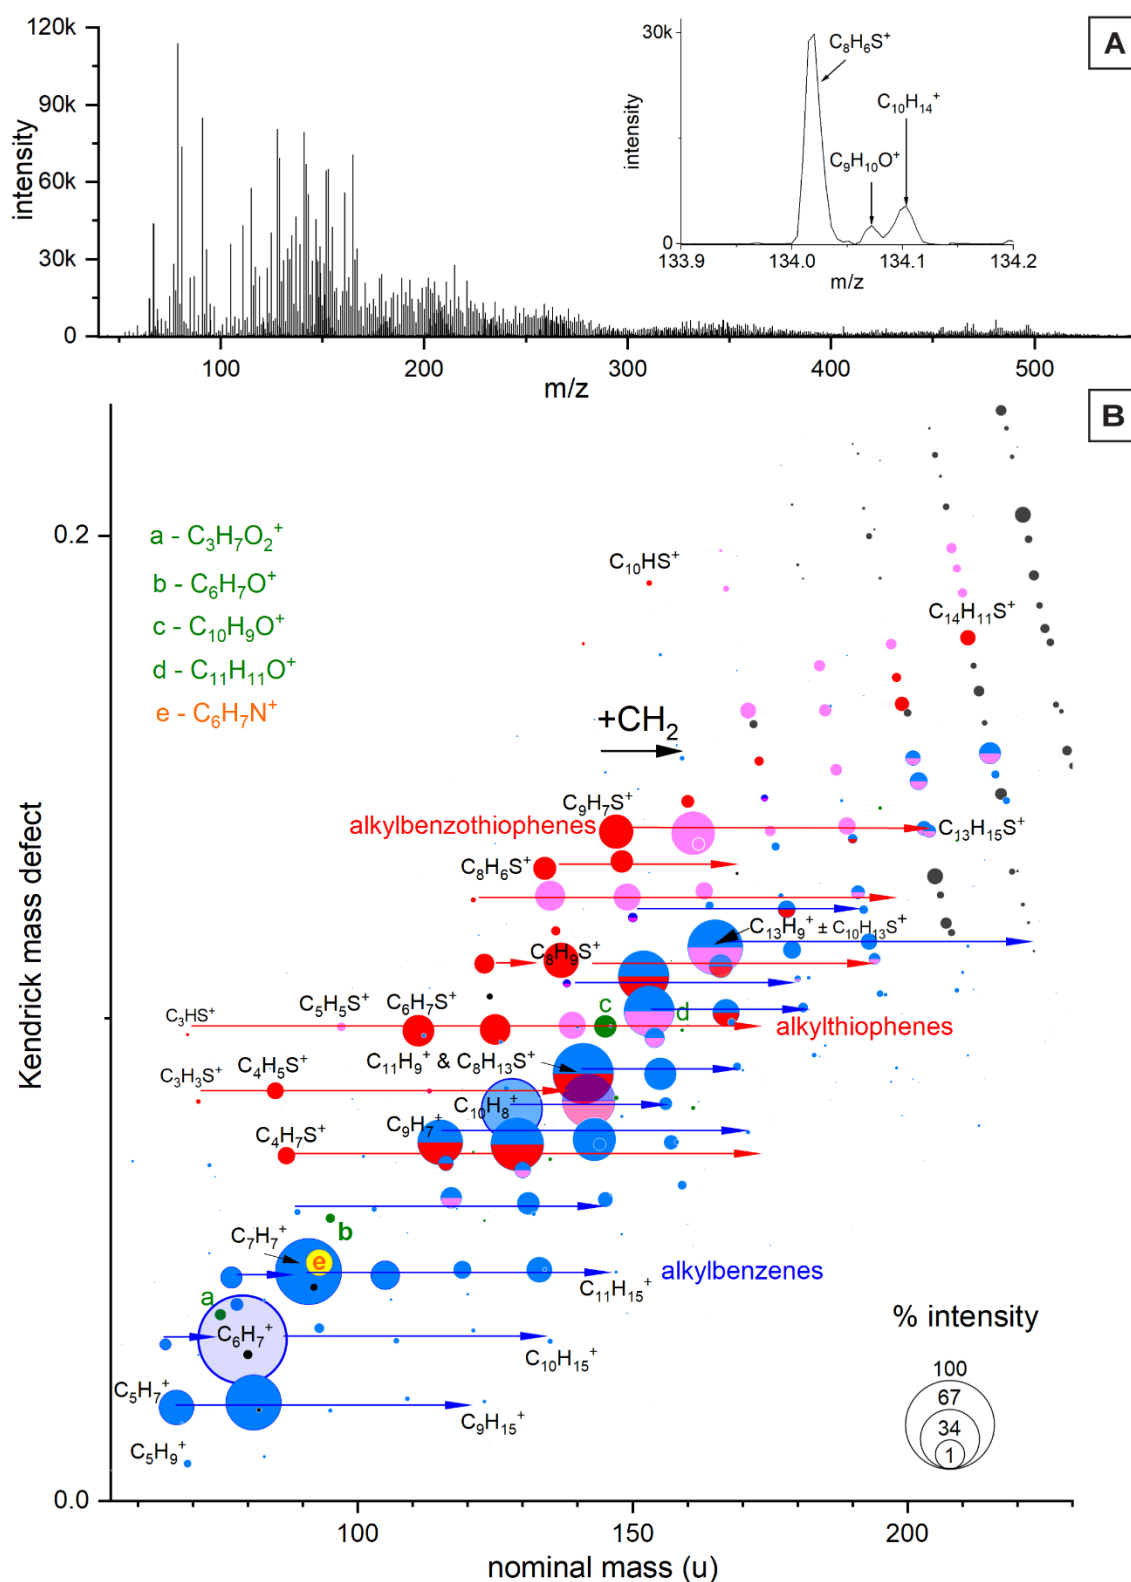 A
120k
90k
60k
30k
0
intensity
100
200
300
400
500
m/z
30k
0
intensity
C₈H₆S⁺
C₁₀H₁₄⁺
C₉H₁₀O⁺
133.9
134.0
134.1
134.2
m/z
B
0.2
0.0
Kendrick mass defect
a - C₃H₇O₂⁺
b - C₆H₇O⁺
c - C₁₀H₉O⁺
d - C₁₁H₁₁O⁺
e - C₆H₇N⁺
C₁₀HS⁺
C₁₄H₁₁S⁺
+CH₂
C₉H₇S⁺
alkylbenzothiophenes
C₁₃H₁₅S⁺
C₈H₆S⁺
C₁₃H₉⁺ ± C₁₀H₁₃S⁺
C₈H₉S⁺
C₅H₅S⁺
C₆H₇S⁺
c
d
C₃HS⁺
alkylthiophenes
C₁₁H₉⁺ & C₈H₁₃S⁺
C₃H₃S⁺
C₄H₅S⁺
C₁₀H₈⁺
C₉H₇⁺
C₄H₇S⁺
b
C₇H₇⁺
e
alkylbenzenes
C₁₁H₁₅⁺
a
C₆H₇⁺
C₁₀H₁₅⁺
C₅H₇⁺
C₉H₁₅⁺
C₅H₉⁺
% intensity
100
67
34
1
100
150
200
nominal mass (u)